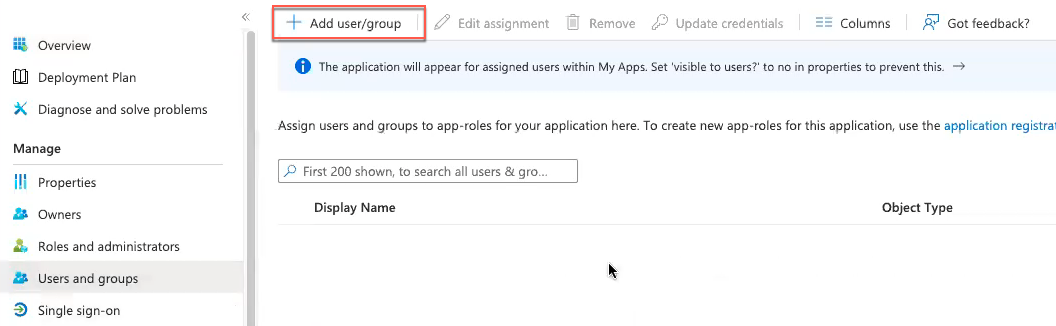 «
Add user/group
Edit assignment
Remove
Update credentials
Columns
Got feedback?
Overview
Deployment Plan
Diagnose and solve problems
Manage
Properties
Owners
Roles and administrators
Users and groups
Single sign-on
The application will appear for assigned users within My Apps. Set 'visible to users?' to no in properties to prevent this. →
Assign users and groups to app-roles for your application here. To create new app-roles for this application, use the application registrat
First 200 shown, to search all users & gro...
Display Name
Object Type